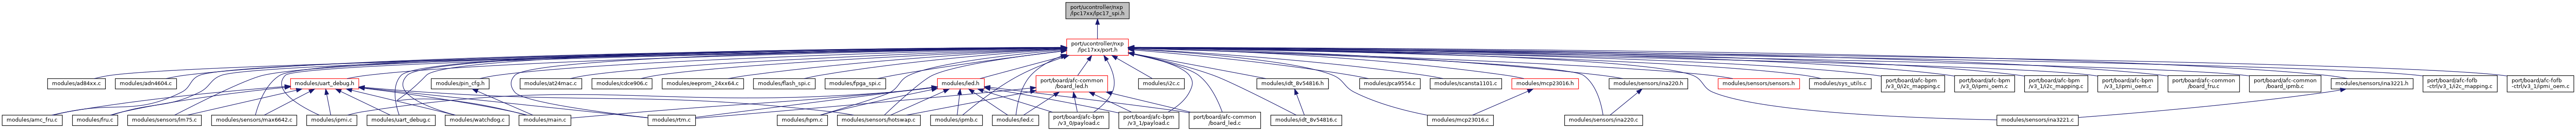 port/ucontroller/nxp
/lpc17xx/lpc17_spi.h
port/ucontroller/nxp
/lpc17xx/port.h
modules/ad84xx.c
modules/adn4604.c
modules/uart_debug.h
modules/pin_cfg.h
modules/at24mac.c
modules/cdce906.c
modules/eeprom_24xx64.c
modules/flash_spi.c
modules/fpga_spi.c
modules/led.h
port/board/afc-common
/board_led.h
modules/i2c.c
modules/idt_8v54816.h
modules/pca9554.c
modules/scansta1101.c
modules/mcp23016.h
modules/sensors/ina220.h
modules/sensors/sensors.h
modules/sys_utils.c
port/board/afc-bpm
/v3_0/i2c_mapping.c
port/board/afc-bpm
/v3_0/ipmi_oem.c
port/board/afc-bpm
/v3_1/i2c_mapping.c
port/board/afc-bpm
/v3_1/ipmi_oem.c
port/board/afc-common
/board_fru.c
port/board/afc-common
/board_ipmb.c
modules/sensors/ina3221.h
port/board/afc-fofb
-ctrl/v3_1/i2c_mapping.c
port/board/afc-fofb
-ctrl/v3_1/ipmi_oem.c
modules/amc_fru.c
modules/fru.c
modules/sensors/lm75.c
modules/sensors/max6642.c
modules/ipmi.c
modules/uart_debug.c
modules/watchdog.c
modules/main.c
modules/rtm.c
modules/hpm.c
modules/sensors/hotswap.c
modules/ipmb.c
modules/led.c
port/board/afc-bpm
/v3_0/payload.c
port/board/afc-bpm
/v3_1/payload.c
port/board/afc-common
/board_led.c
modules/idt_8v54816.c
modules/mcp23016.c
modules/sensors/ina220.c
modules/sensors/ina3221.c